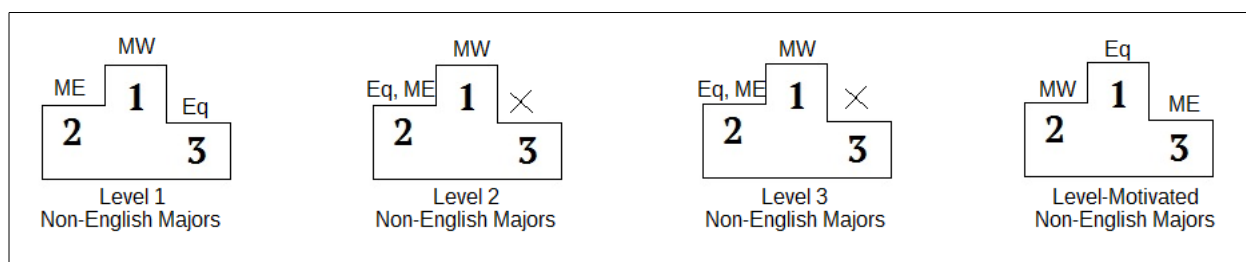 MW
ME
1
Eq
2
3
Level 1
Non-English Majors
MW
Eq, ME
1
2
3
Level 2
Non-English Majors
MW
Eq, ME
1
2
3
Level 3
Non-English Majors
Eq
MW
1
ME
2
3
Level-Motivated
Non-English Majors